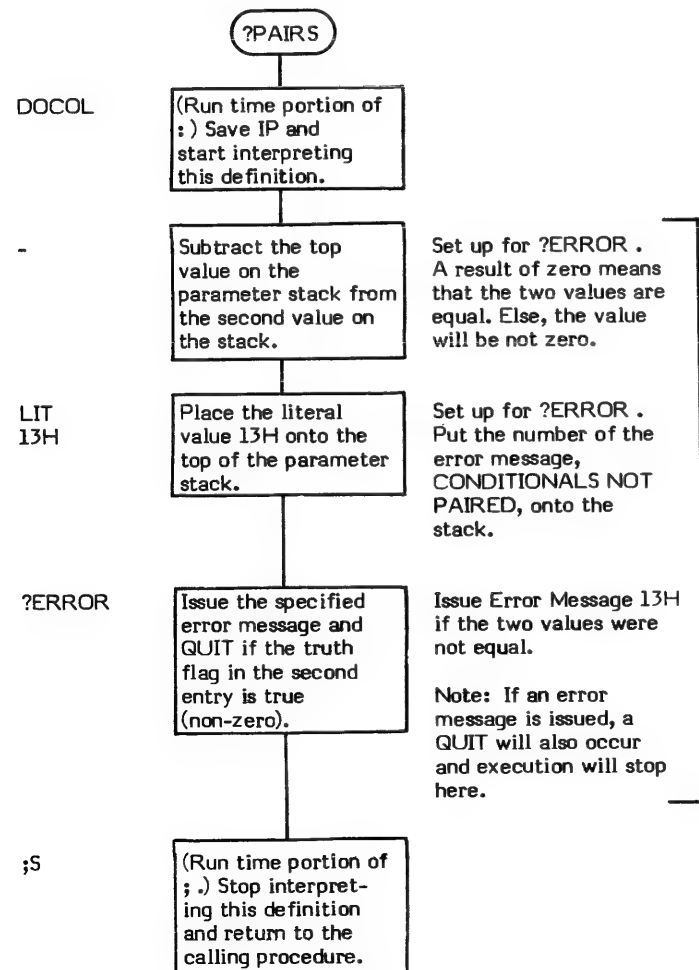 ?PAIRS
DOCOL
(Run time portion of
: ) Save IP and
start interpreting
this definition.
-
Subtract the top
value on the
parameter stack from
the second value on
the stack.
Set up for ?ERROR .
A result of zero means
that the two values are
equal. Else, the value
will be not zero.
LIT
13H
Place the literal
value 13H onto the
top of the parameter
stack.
Set up for ?ERROR .
Put the number of the
error message,
CONDITIONALS NOT
PAIRED, onto the
stack.
?ERROR
Issue the specified
error message and
QUIT if the truth
flag in the second
entry is true
(non-zero).
Issue Error Message 13H
if the two values were
not equal.
Note: If an error
message is issued, a
QUIT will also occur
and execution will stop
here.
;S
(Run time portion of
; .) Stop interpret-
ing this definition
and return to the
calling procedure.